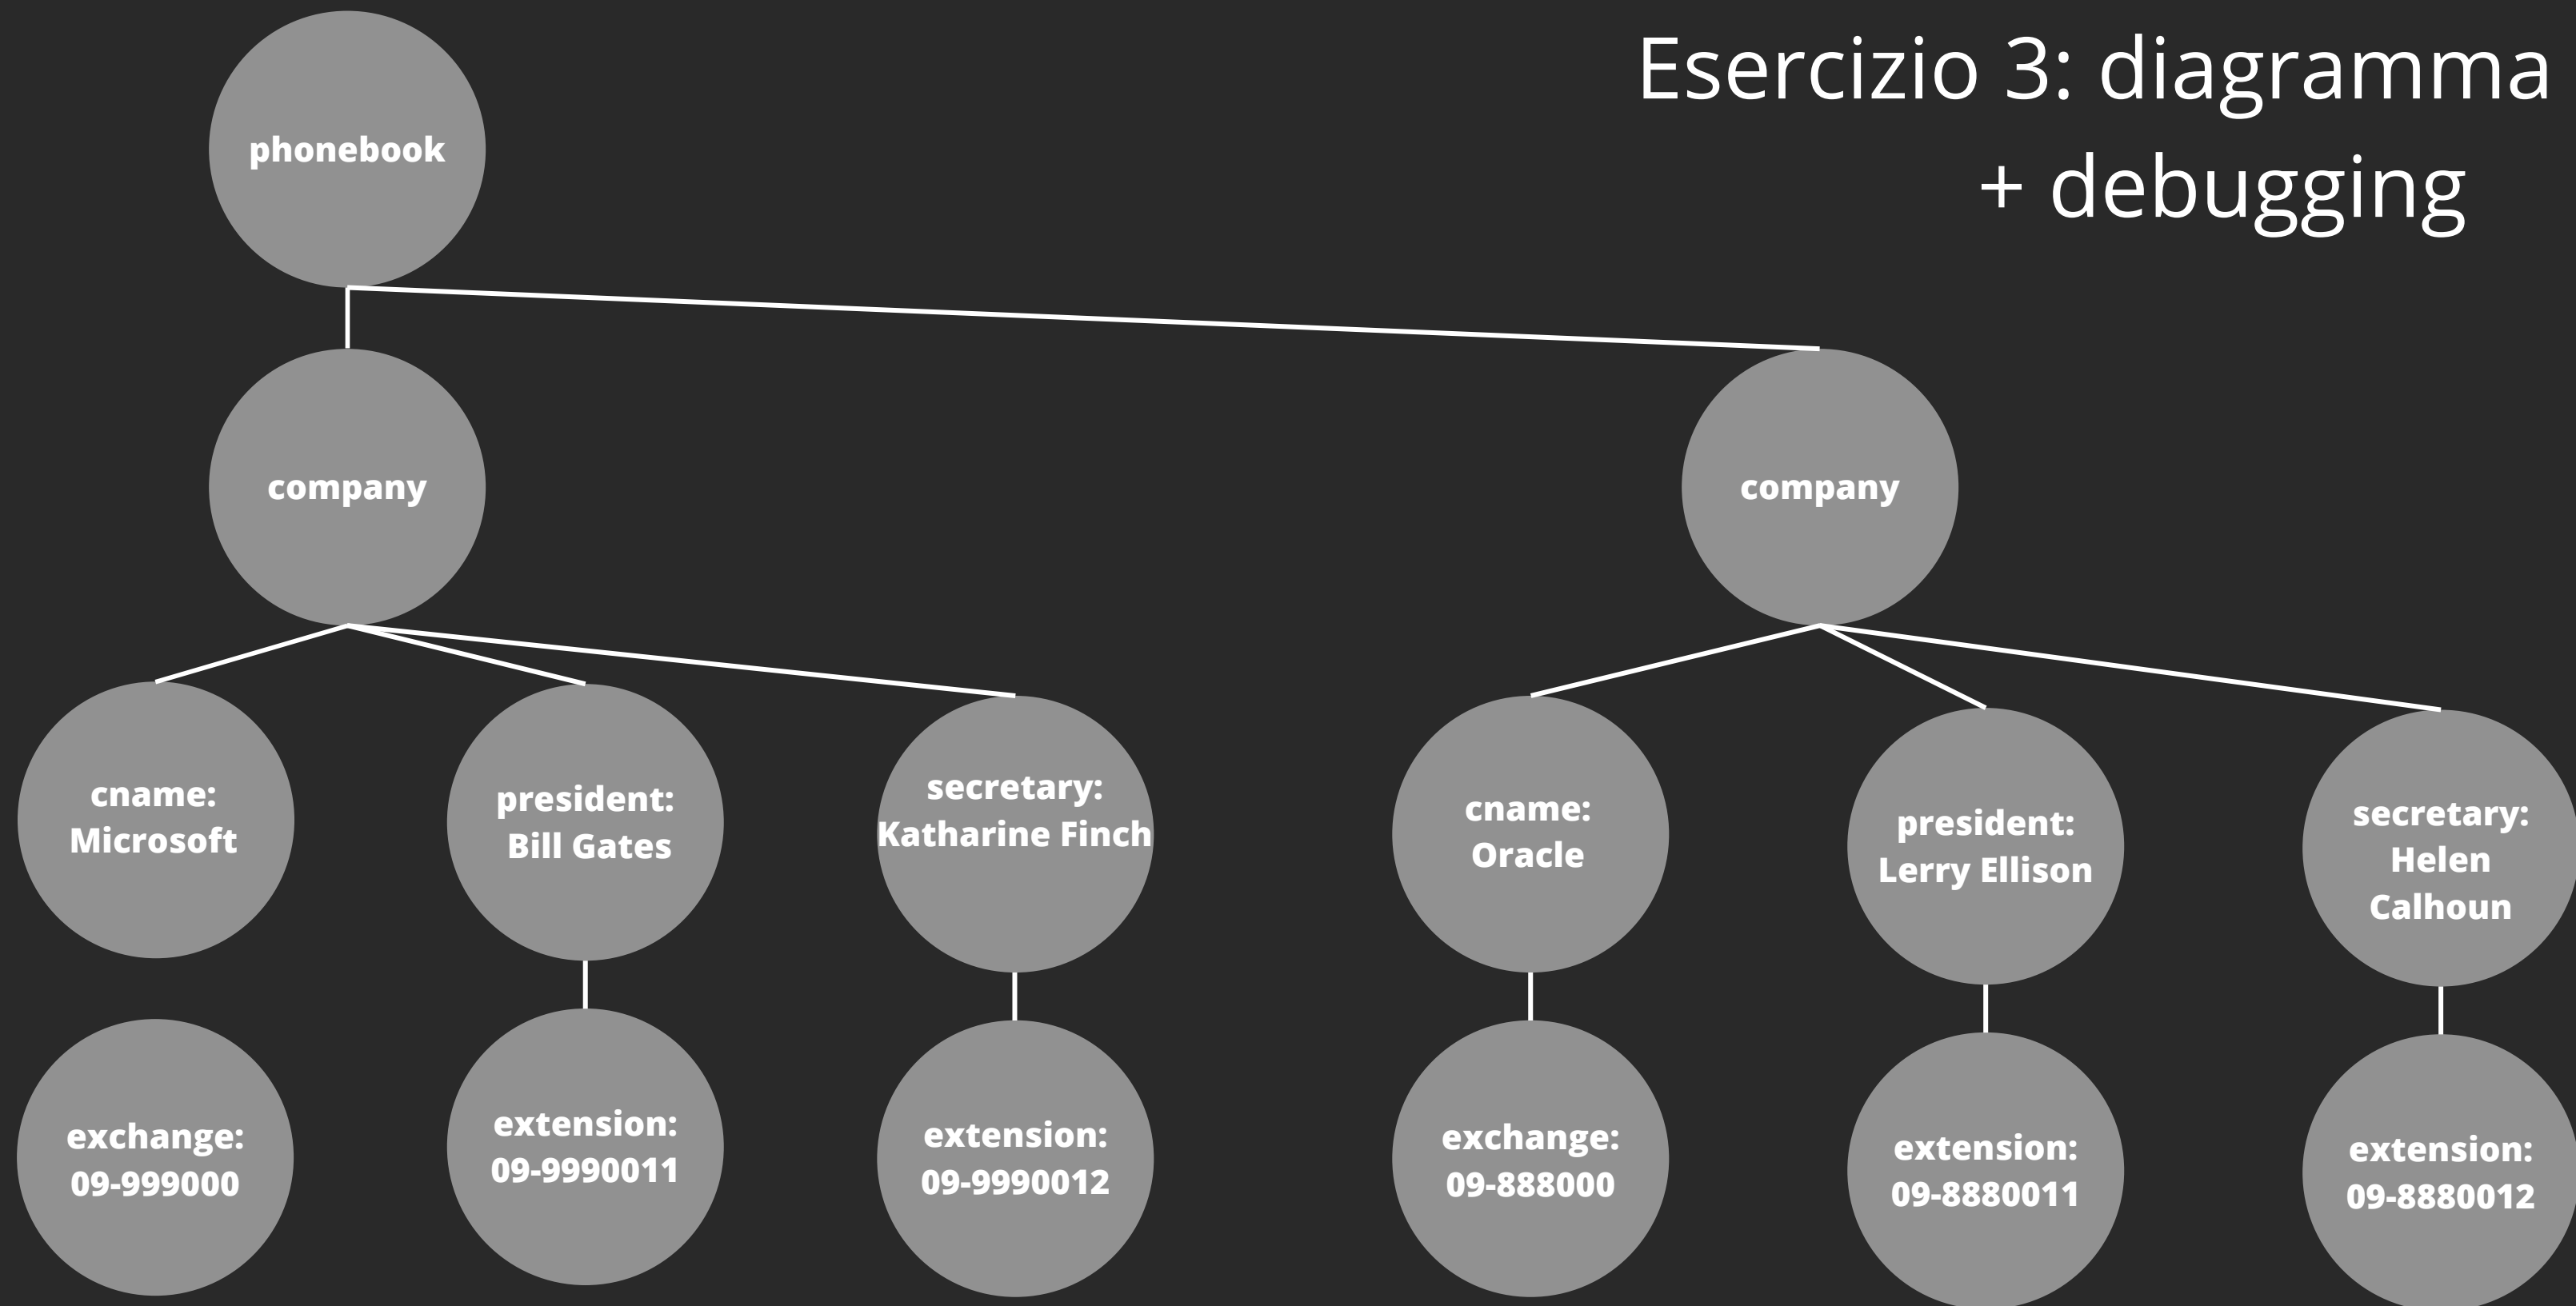 Esercizio 3: diagramma
+ debugging
phonebook
company
company
cname:
Microsoft
president:
Bill Gates
secretary:
Katharine Finch
cname:
Oracle
president:
Lerry Ellison
secretary:
Helen
Calhoun
exchange:
09-999000
extension:
09-9990011
extension:
09-9990012
exchange:
09-888000
extension:
09-8880011
extension:
09-8880012